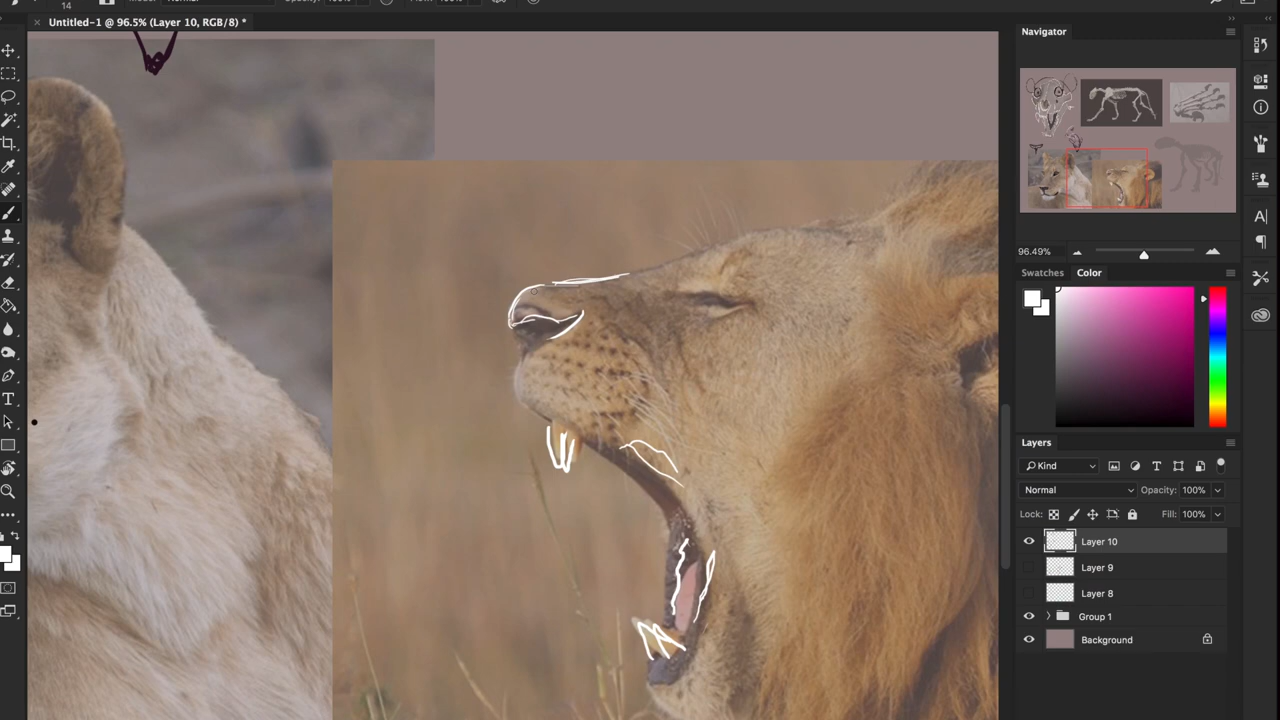 14
Untitled-1 @ 96.5% (Layer 10, RGB/8) *
Navigator
96.49%
Swatches
Color
Layers
Kind
Normal
Opacity: 100%
Lock:
Fill: 100%
Layer 10
Layer 9
Layer 8
Group 1
Background